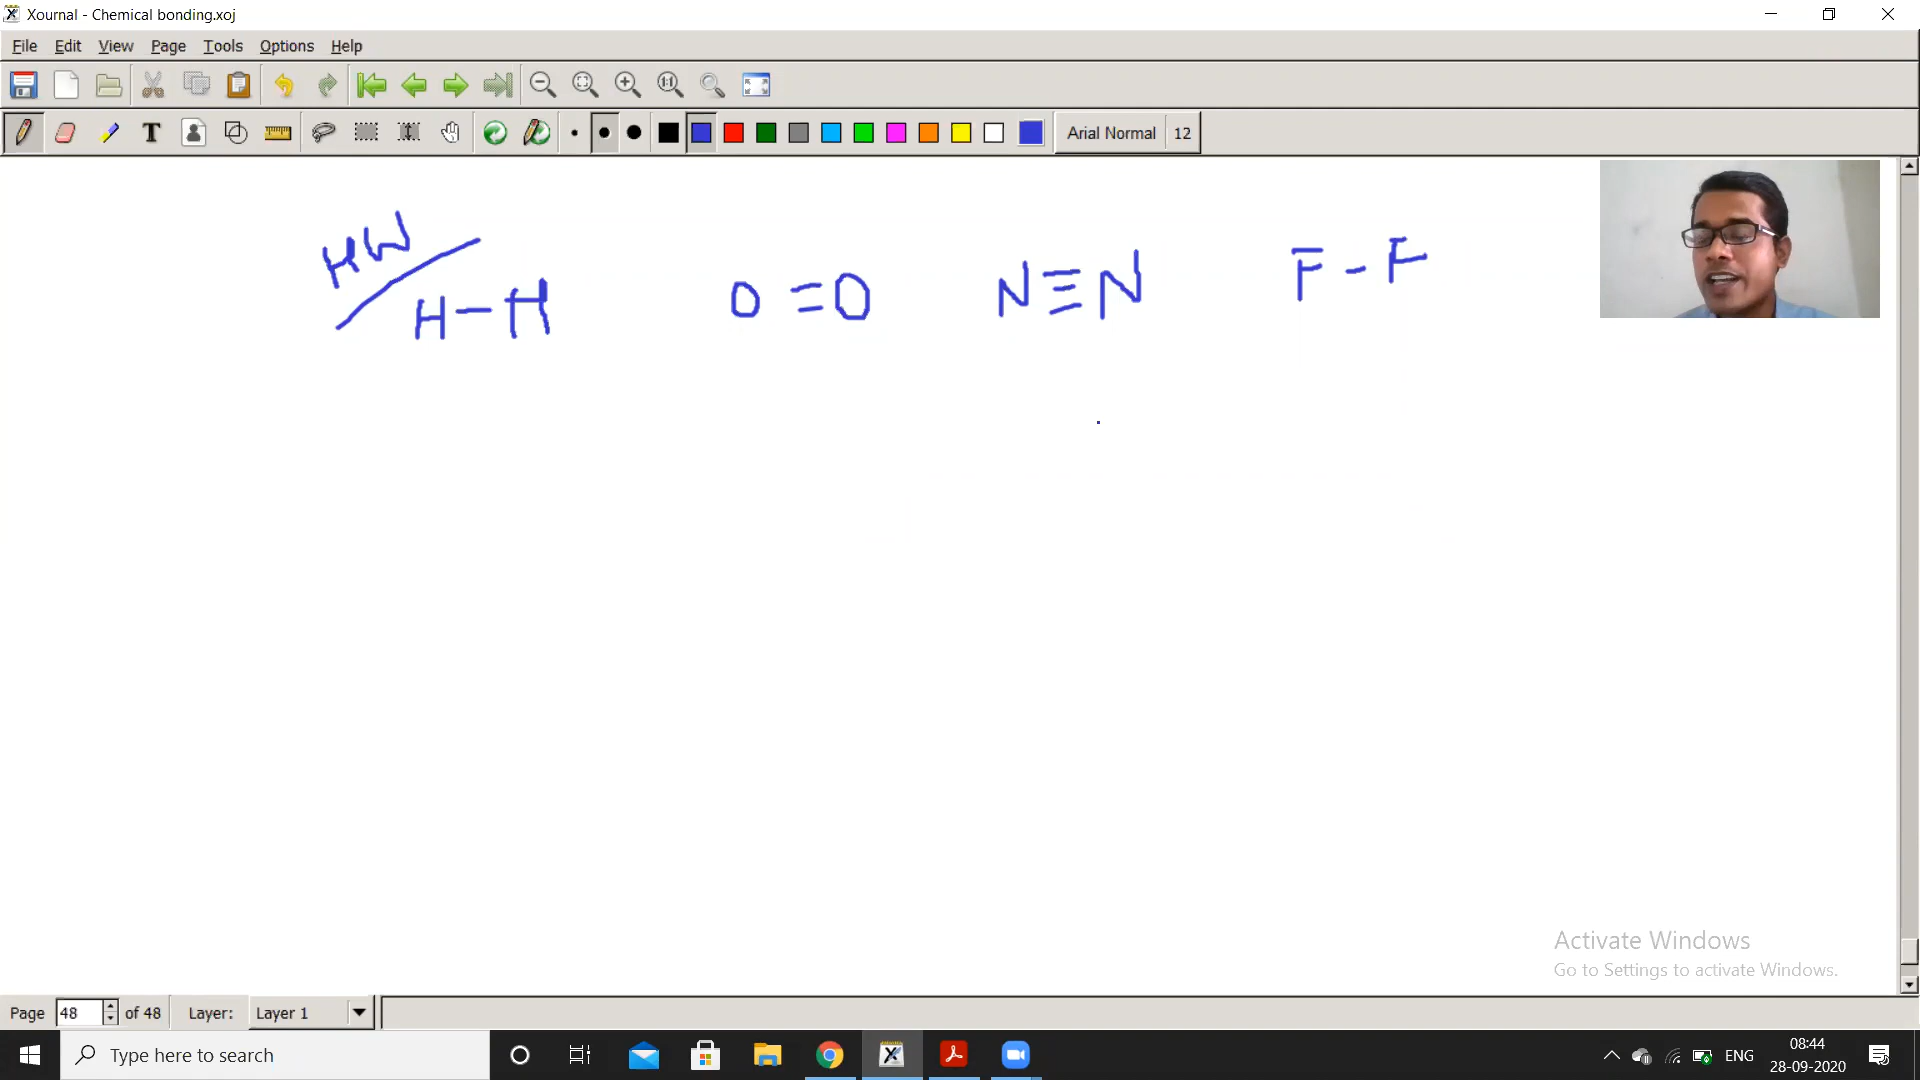 Xournal - Chemical bonding.xoj
File Edit View Page Tools Options Help
T Arial Normal 12
HW
H-H O=O N≡N F-F
Activate Windows
Go to Settings to activate Windows.
Page 48 of 48 Layer: Layer 1
Type here to search
ENG
08:44
28-09-2020